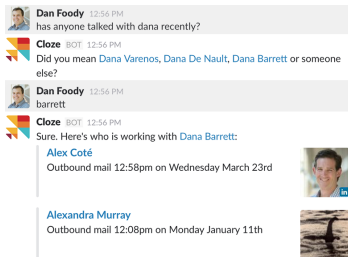 Dan Foody 12:56 PM
has anyone talked with dana recently?
Cloze BOT 12:56 PM
Did you mean Dana Varenos, Dana De Nault, Dana Barrett or someone
else?
Dan Foody 12:56 PM
barrett
Cloze BOT 12:56 PM
Sure. Here's who is working with Dana Barrett:
Alex Coté
Outbound mail 12:58pm on Wednesday March 23rd
in
Alexandra Murray
Outbound mail 12:08pm on Monday January 11th